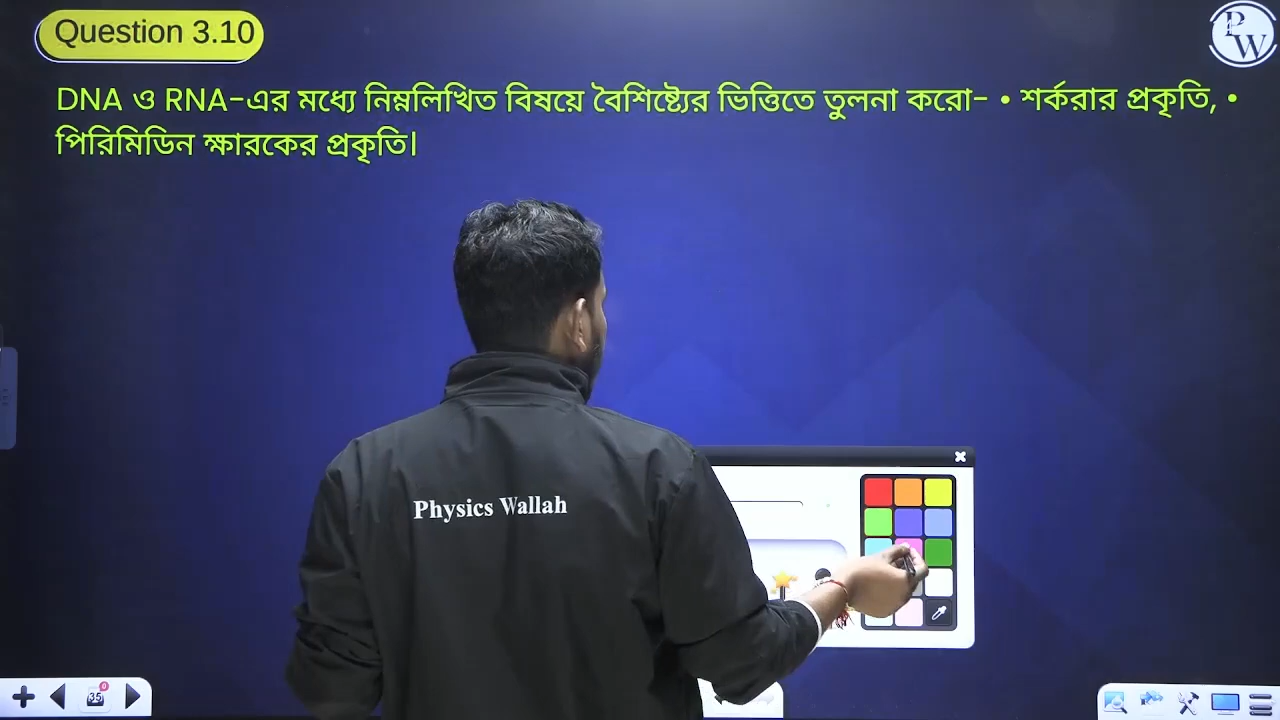 Question 3.10
PW
DNA ও RNA-এর মধ্যে নিম্নলিখিত বিষয়ে বৈশিষ্ট্যের ভিত্তিতে তুলনা করো- • শর্করার প্রকৃতি, •
পিরিমিডিন ক্ষারকের প্রকৃতি।
Physics Wallah
35
0